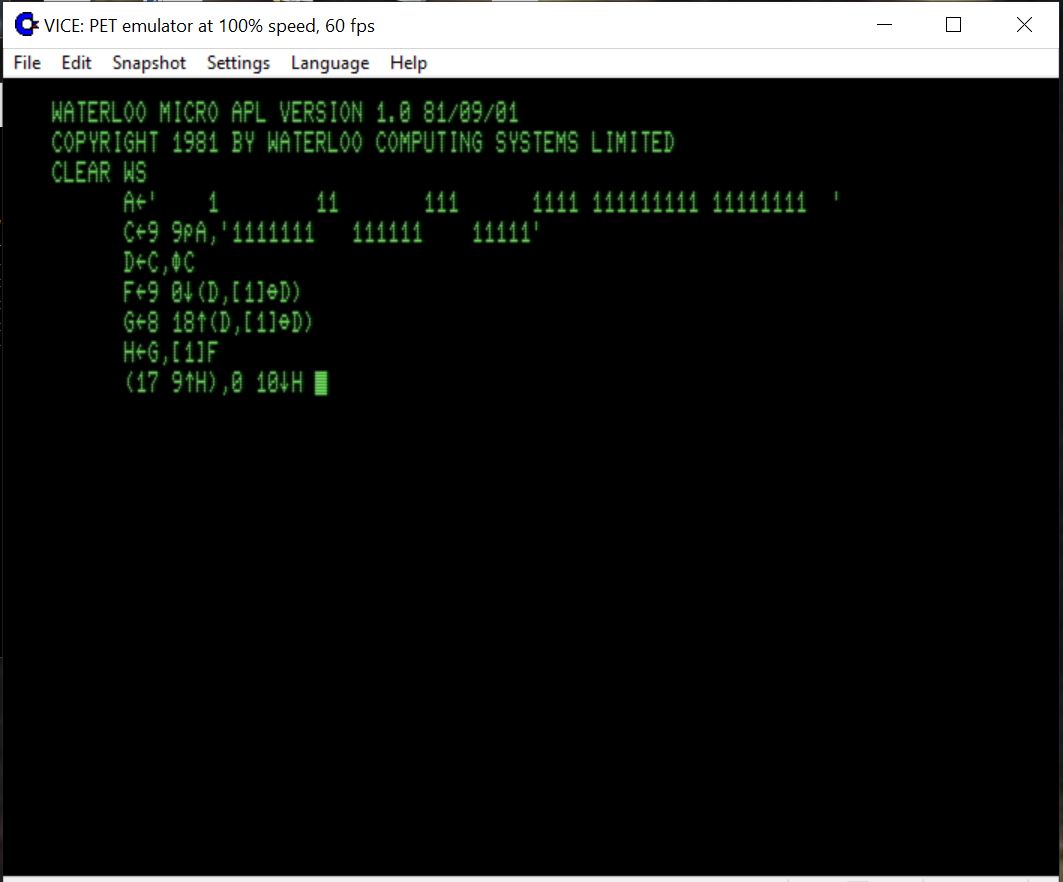 VICE: PET emulator at 100% speed, 60 fps
File Edit Snapshot Settings Language Help
WATERLOO MICRO APL VERSION 1.0 81/09/01
COPYRIGHT 1981 BY WATERLOO COMPUTING SYSTEMS LIMITED
CLEAR WS
      A←'    1        11       111      1111 111111111 11111111  '
      C←9 9⍴A,'1111111   111111    11111'
      D←C,⌽C
      F←9 0↓(D,[1]⊖D)
      G←8 18↑(D,[1]⊖D)
      H←G,[1]F
      (17 9↑H),0 10↓H